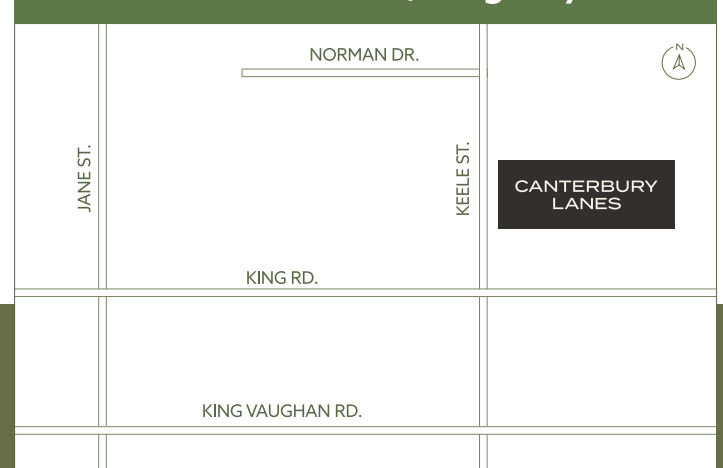 NORMAN DR.
N
JANE ST.
KEELE ST.
CANTERBURY
LANES
KING RD.
KING VAUGHAN RD.